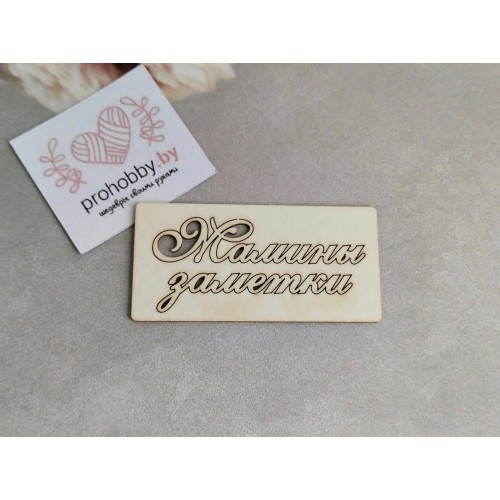 prohobby.by
шедевры своими руками
Мамины
заметки